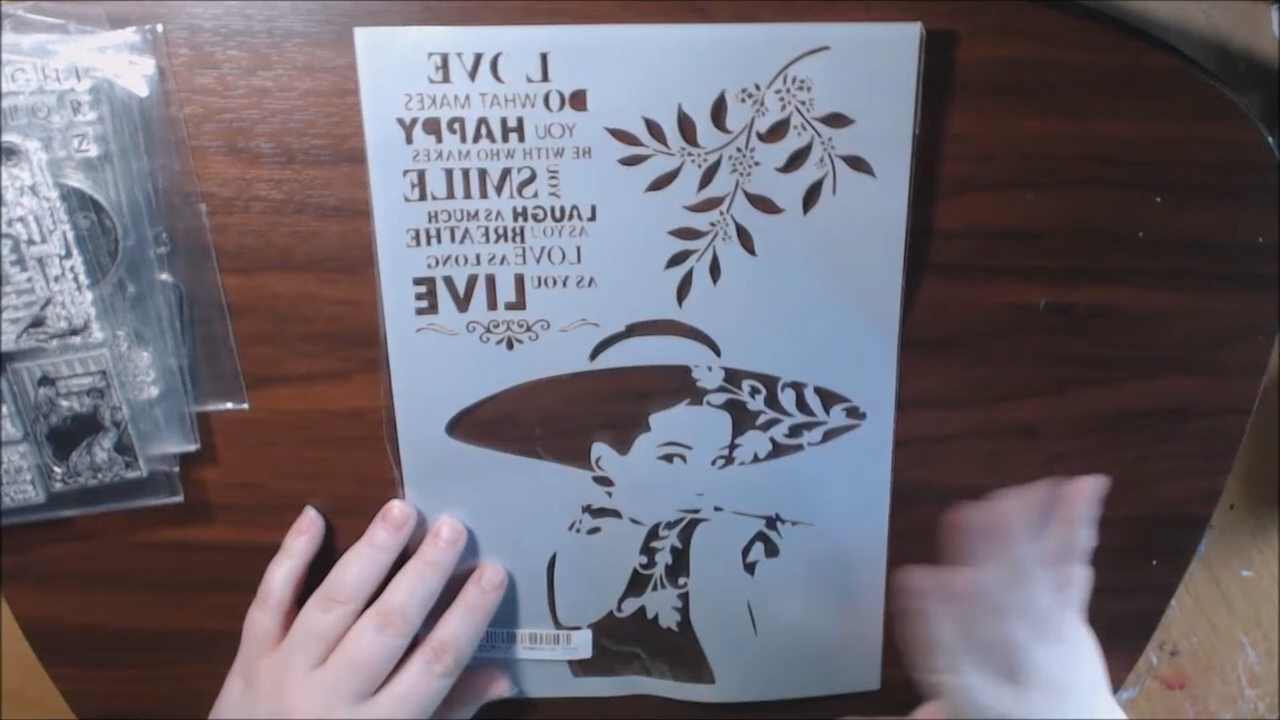 LOVE
DO WHAT MAKES
YOU HAPPY
BE WITH WHO MAKES
YOU SMILE
LAUGH AS MUCH
AS YOU BREATHE
LOVE AS LONG
AS YOU LIVE
T O R
Z